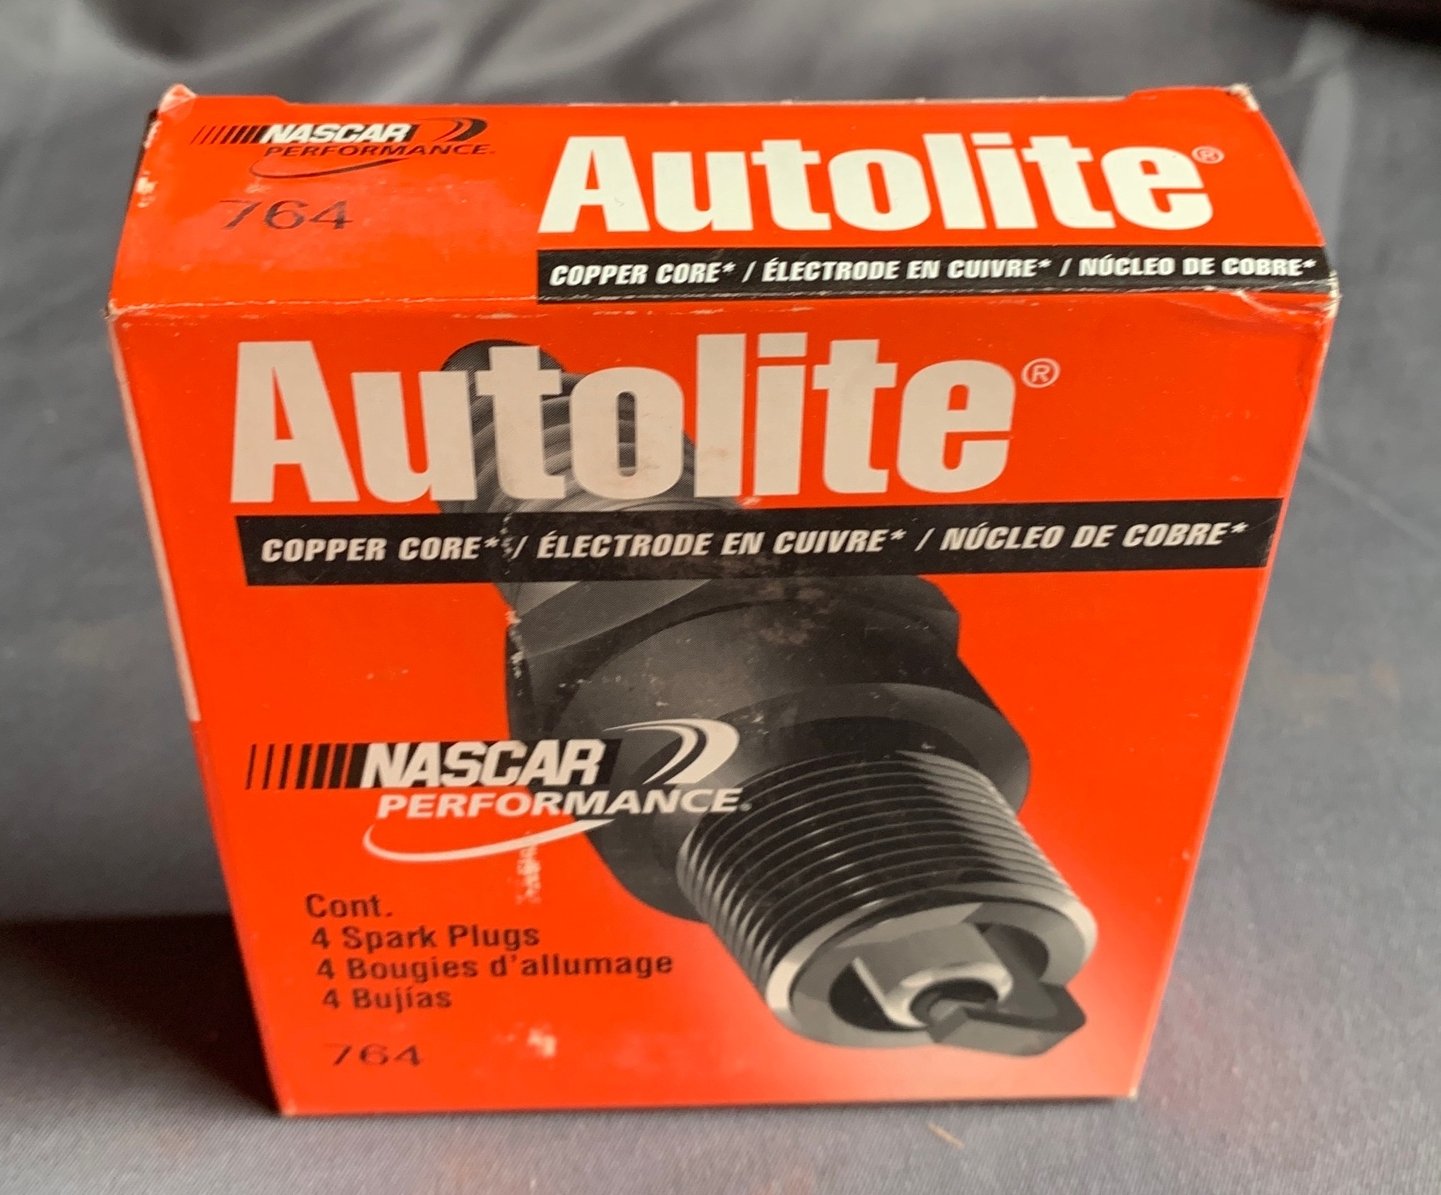 NASCAR
PERFORMANCE
764
Autolite®
COPPER CORE* / ÉLECTRODE EN CUIVRE* / NÚCLEO DE COBRE*
Autolite®
COPPER CORE* / ÉLECTRODE EN CUIVRE* / NÚCLEO DE COBRE*
NASCAR
PERFORMANCE
Cont.
4 Spark Plugs
4 Bougies d'allumage
4 Bujías
764